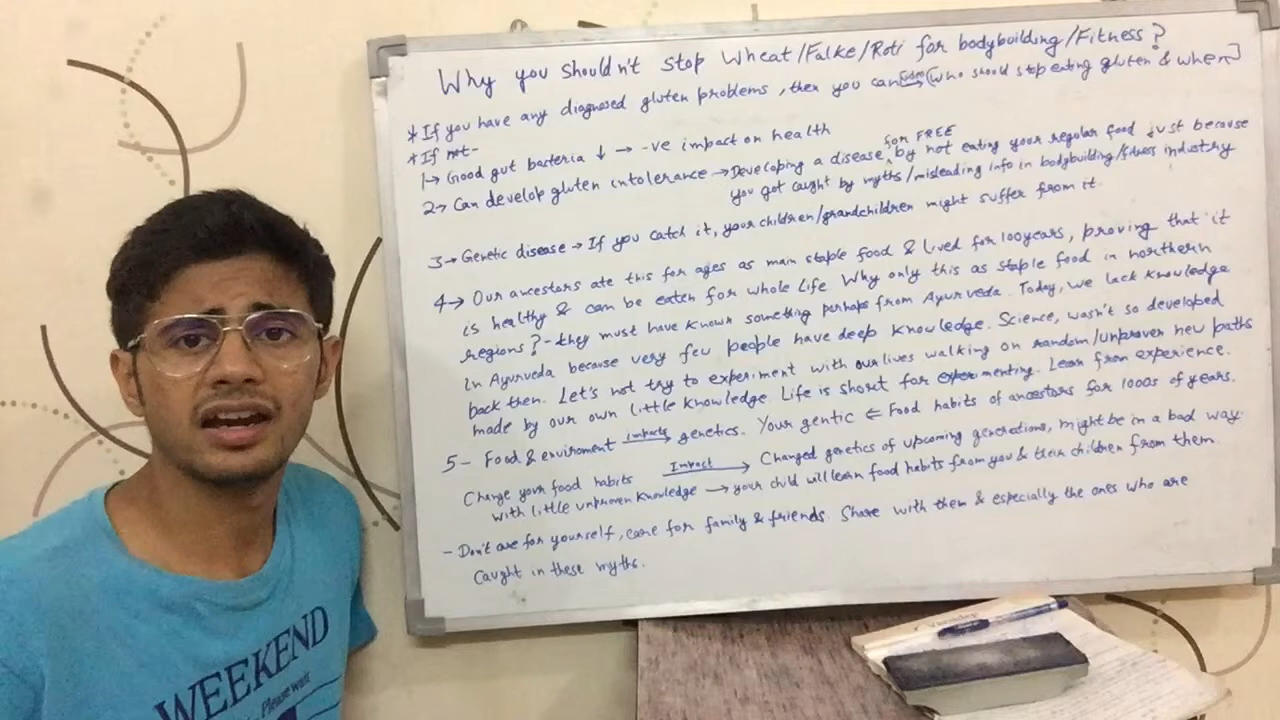 Why you shouldn't stop Wheat/Falke/Roti for bodybuilding/Fitness?
* If you have any diagnosed gluten problems, then you can (who should stop eating gluten & when]
* If not-
1→ Good gut bacteria ↓ → -ve impact on health
for FREE
2→ Can develop gluten intolerance → Developing a disease, by not eating your regular food just because
you got caught by myths/misleading info in bodybuilding/fitness industry
3→ Genetic disease → If you catch it, your children/grandchildren might suffer from it.
4→ Our ancestors ate this for ages as main staple food & lived for 100years, proving that it
is healthy & can be eaten for whole life Why only this as staple food in northern
regions? - they must have known something perhaps from Ayurveda. Today, we lack knowledge
in Ayurveda because very few people have deep knowledge. Science, wasn't so developed
back then. Let's not try to experiment with our lives walking on random/unproven new paths
made by our own little knowledge. Life is short for experimenting. Learn from experience.
5- Food & enviroment impacts→ genetics. Your gentic ⇐ Food habits of ancestors for 1000s of years.
Change your food habits Impact→ Changed genetics of upcoming generations, might be in a bad way.
with little unproven knowledge → your child will learn food habits from you & their children from them.
- Don't care for yourself, care for family & friends. Share with them & especially the ones who are
caught in these myths.
WEEKEND
Please wait